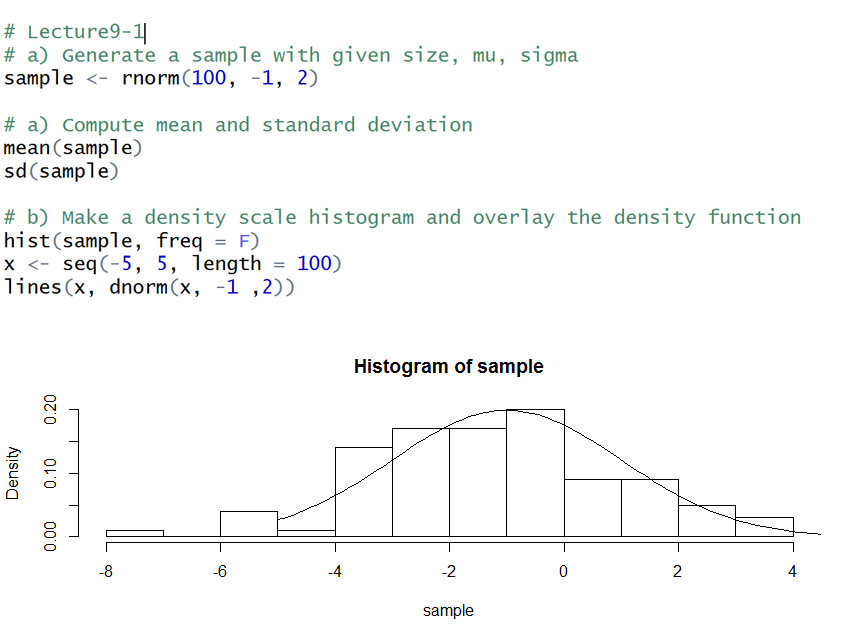 # Lecture9-1
# a) Generate a sample with given size, mu, sigma
sample <- rnorm(100, -1, 2)
# a) Compute mean and standard deviation
mean(sample)
sd(sample)
# b) Make a density scale histogram and overlay the density function
hist(sample, freq = F)
x <- seq(-5, 5, length = 100)
lines(x, dnorm(x, -1 ,2))
Histogram of sample
Density
0.20
0.10
0.00
-8 -6 -4 -2 0 2 4
sample